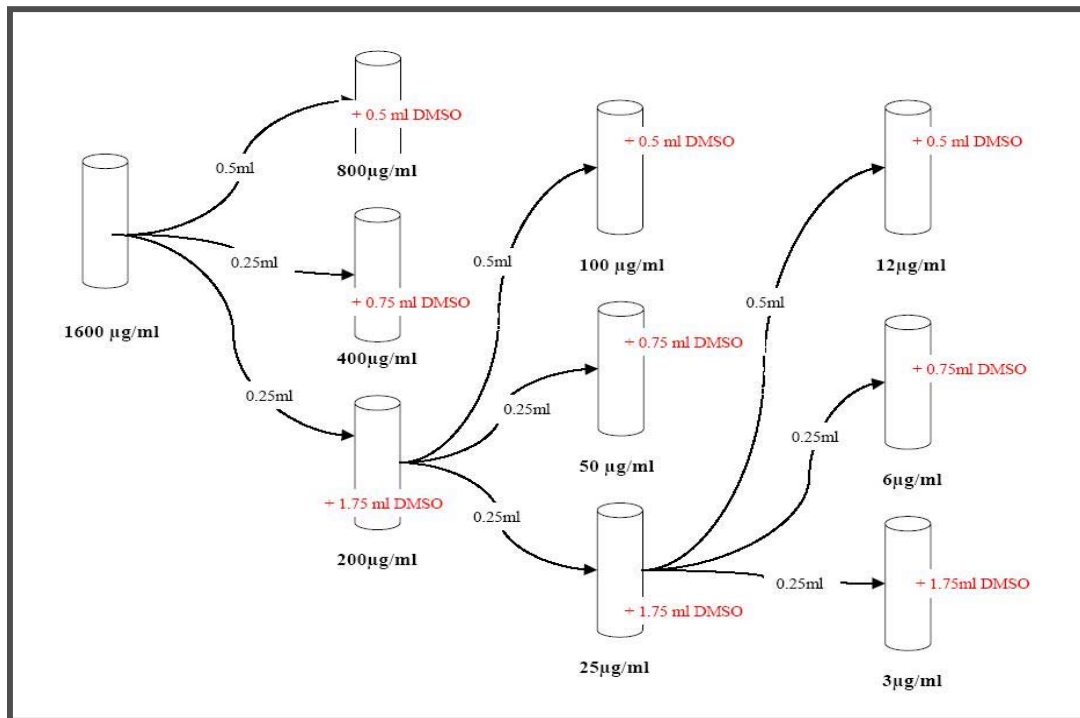 + 0.5 ml DMSO
0.5ml
800µg/ml
1600 µg/ml
0.25ml
+ 0.75 ml DMSO
400µg/ml
0.25ml
+ 1.75 ml DMSO
200µg/ml
+ 0.5 ml DMSO
0.5ml
100 µg/ml
+ 0.75 ml DMSO
0.25ml
50 µg/ml
0.25ml
+ 1.75 ml DMSO
25µg/ml
+ 0.5 ml DMSO
0.5ml
12µg/ml
+ 0.75ml DMSO
0.25ml
6µg/ml
0.25ml
+ 1.75ml DMSO
3µg/ml